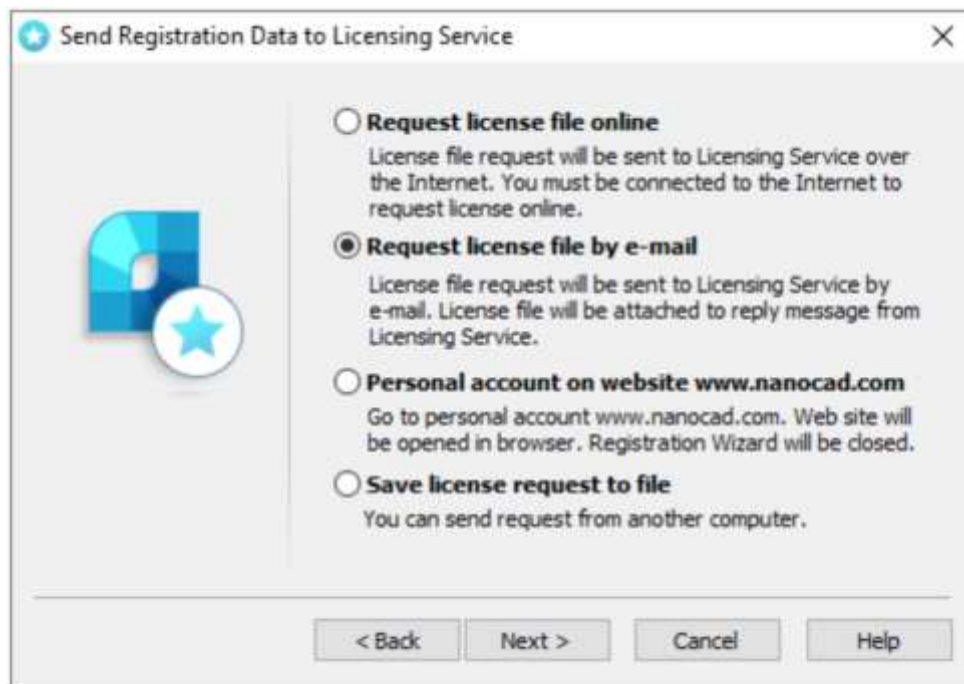 Send Registration Data to Licensing Service
Request license file online
License file request will be sent to Licensing Service over
the Internet. You must be connected to the Internet to
request license online.
Request license file by e-mail
License file request will be sent to Licensing Service by
e-mail. License file will be attached to reply message from
Licensing Service.
Personal account on website www.nanocad.com
Go to personal account www.nanocad.com. Web site will
be opened in browser. Registration Wizard will be closed.
Save license request to file
You can send request from another computer.
< Back Next > Cancel Help